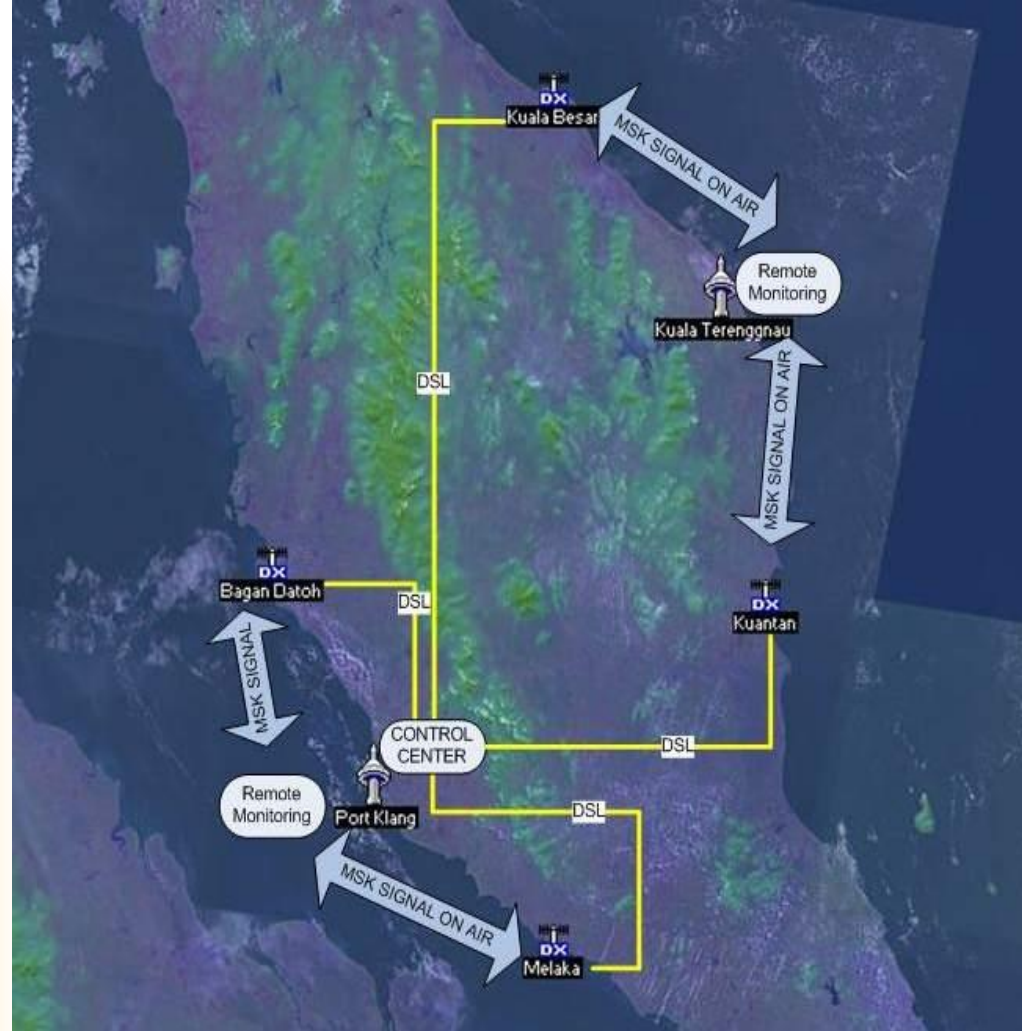 DX
Kuala Besar
MSK SIGNAL ON AIR
Remote
Monitoring
Kuala Terenggnau
MSK SIGNAL ON AIR
DSL
DX
Bagan Datoh
DSL
DX
Kuantan
MSK SIGNAL
CONTROL
CENTER
DSL
Remote
Monitoring
Port Klang
DSL
MSK SIGNAL ON AIR
DX
Melaka